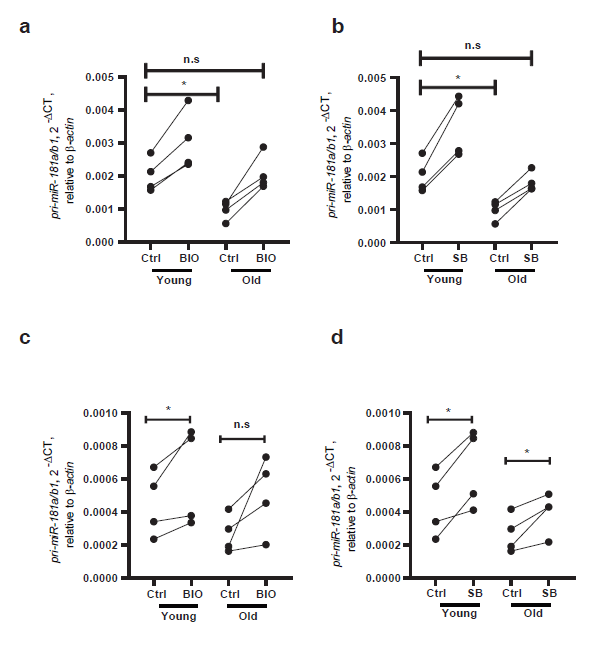 a
n.s
*
pri-miR-181a/b1, 2 -ΔCT ,
relative to β-actin
0.005
0.004
0.003
0.002
0.001
0.000
Ctrl BIO Ctrl BIO
Young Old
b
n.s
*
pri-miR-181a/b1, 2 -ΔCT ,
relative to β-actin
0.005
0.004
0.003
0.002
0.001
0.000
Ctrl SB Ctrl SB
Young Old
c
*
n.s
pri-miR-181a/b1, 2 -ΔCT ,
relative to β-actin
0.0010
0.0008
0.0006
0.0004
0.0002
0.0000
Ctrl BIO Ctrl BIO
Young Old
d
*
*
pri-miR-181a/b1, 2 -ΔCT ,
relative to β-actin
0.0010
0.0008
0.0006
0.0004
0.0002
0.0000
Ctrl SB Ctrl SB
Young Old